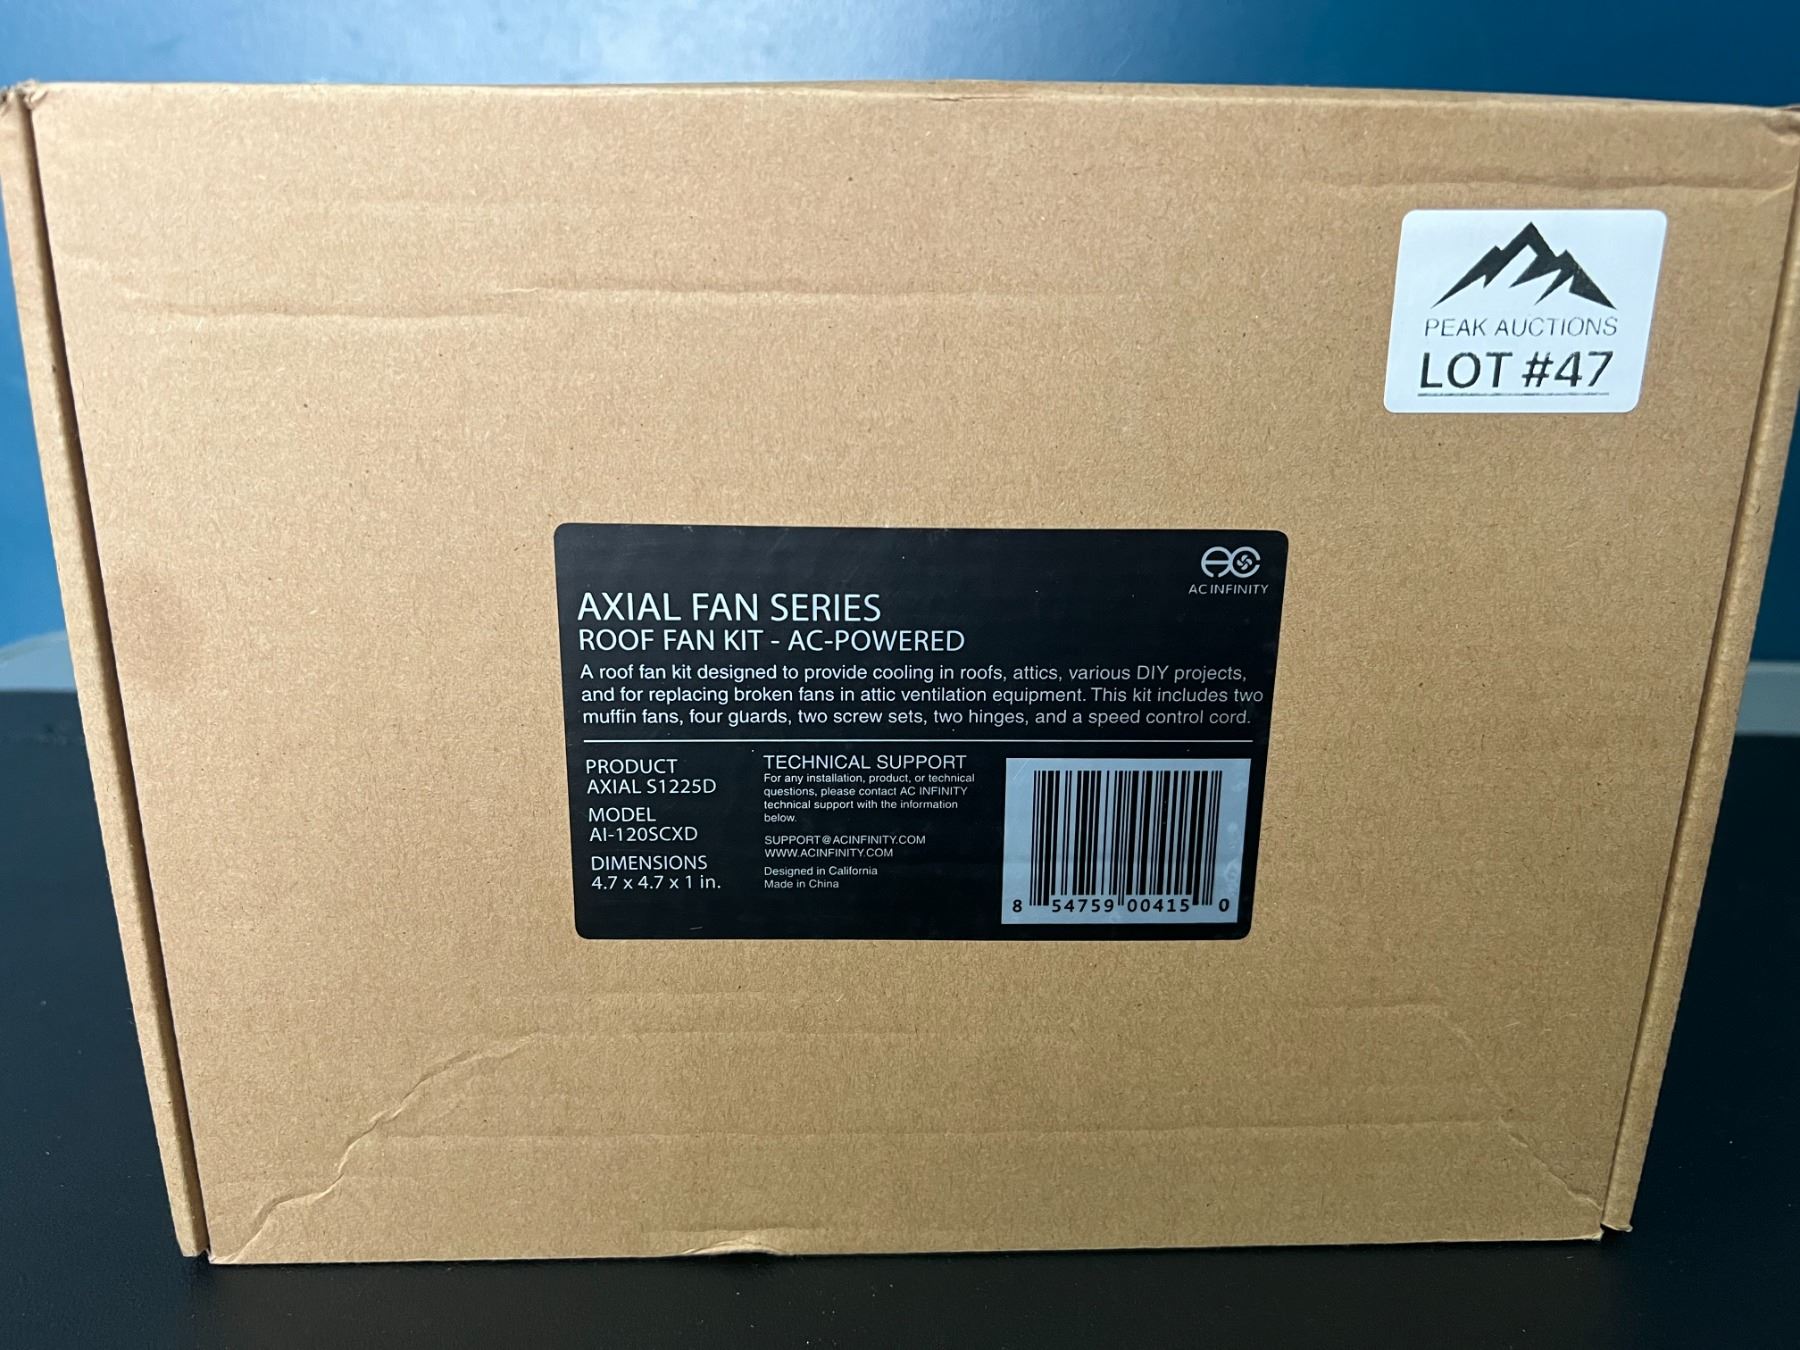 PEAK AUCTIONS
LOT #47
AC INFINITY
AXIAL FAN SERIES
ROOF FAN KIT - AC-POWERED
A roof fan kit designed to provide cooling in roofs, attics, various DIY projects,
and for replacing broken fans in attic ventilation equipment. This kit includes two
muffin fans, four guards, two screw sets, two hinges, and a speed control cord.
PRODUCT
AXIAL S1225D
MODEL
AI-120SCXD
DIMENSIONS
4.7 x 4.7 x 1 in.
TECHNICAL SUPPORT
For any installation, product, or technical
questions, please contact AC INFINITY
technical support with the information
below.
SUPPORT@ACINFINITY.COM
WWW.ACINFINITY.COM
Designed in California
Made in China
8 54759 00415 0